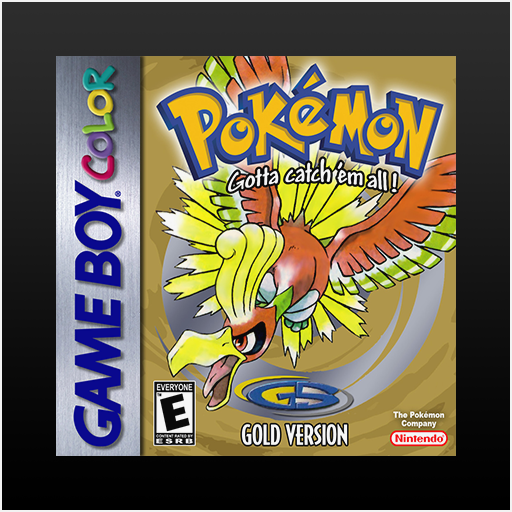 GAME BOY COLOR
POKéMON
Gotta catch 'em all!
EVERYONE
E
CONTENT RATED BY
ESRB
GS
GOLD VERSION
The Pokémon
Company
Nintendo